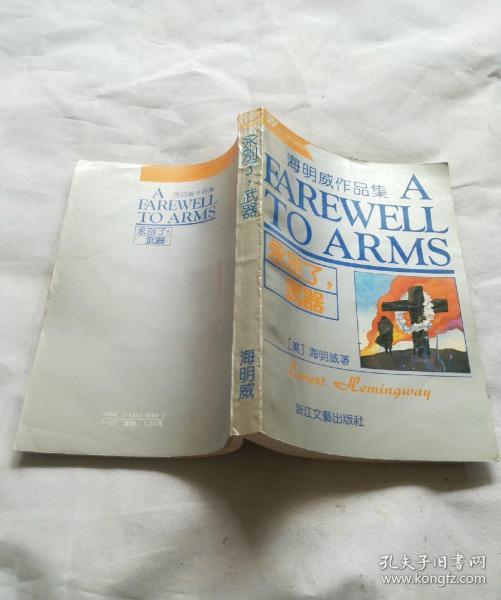 海明威作品集
A
FAREWELL
TO ARMS
永别了，
武器
[美] 海明威著
Ernest Hemingway
浙江文艺出版社
永别了，武器
海明威
A
海明威作品集
FAREWELL
TO ARMS
永别了，
武器
孔夫子旧书网
www.kongfz.com